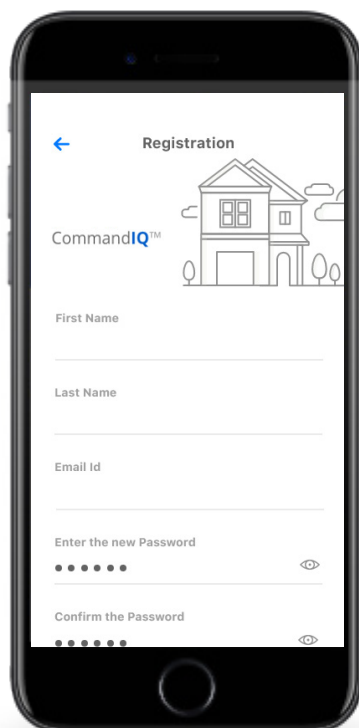 Registration
CommandIQ™
First Name
Last Name
Email Id
Enter the new Password
Confirm the Password